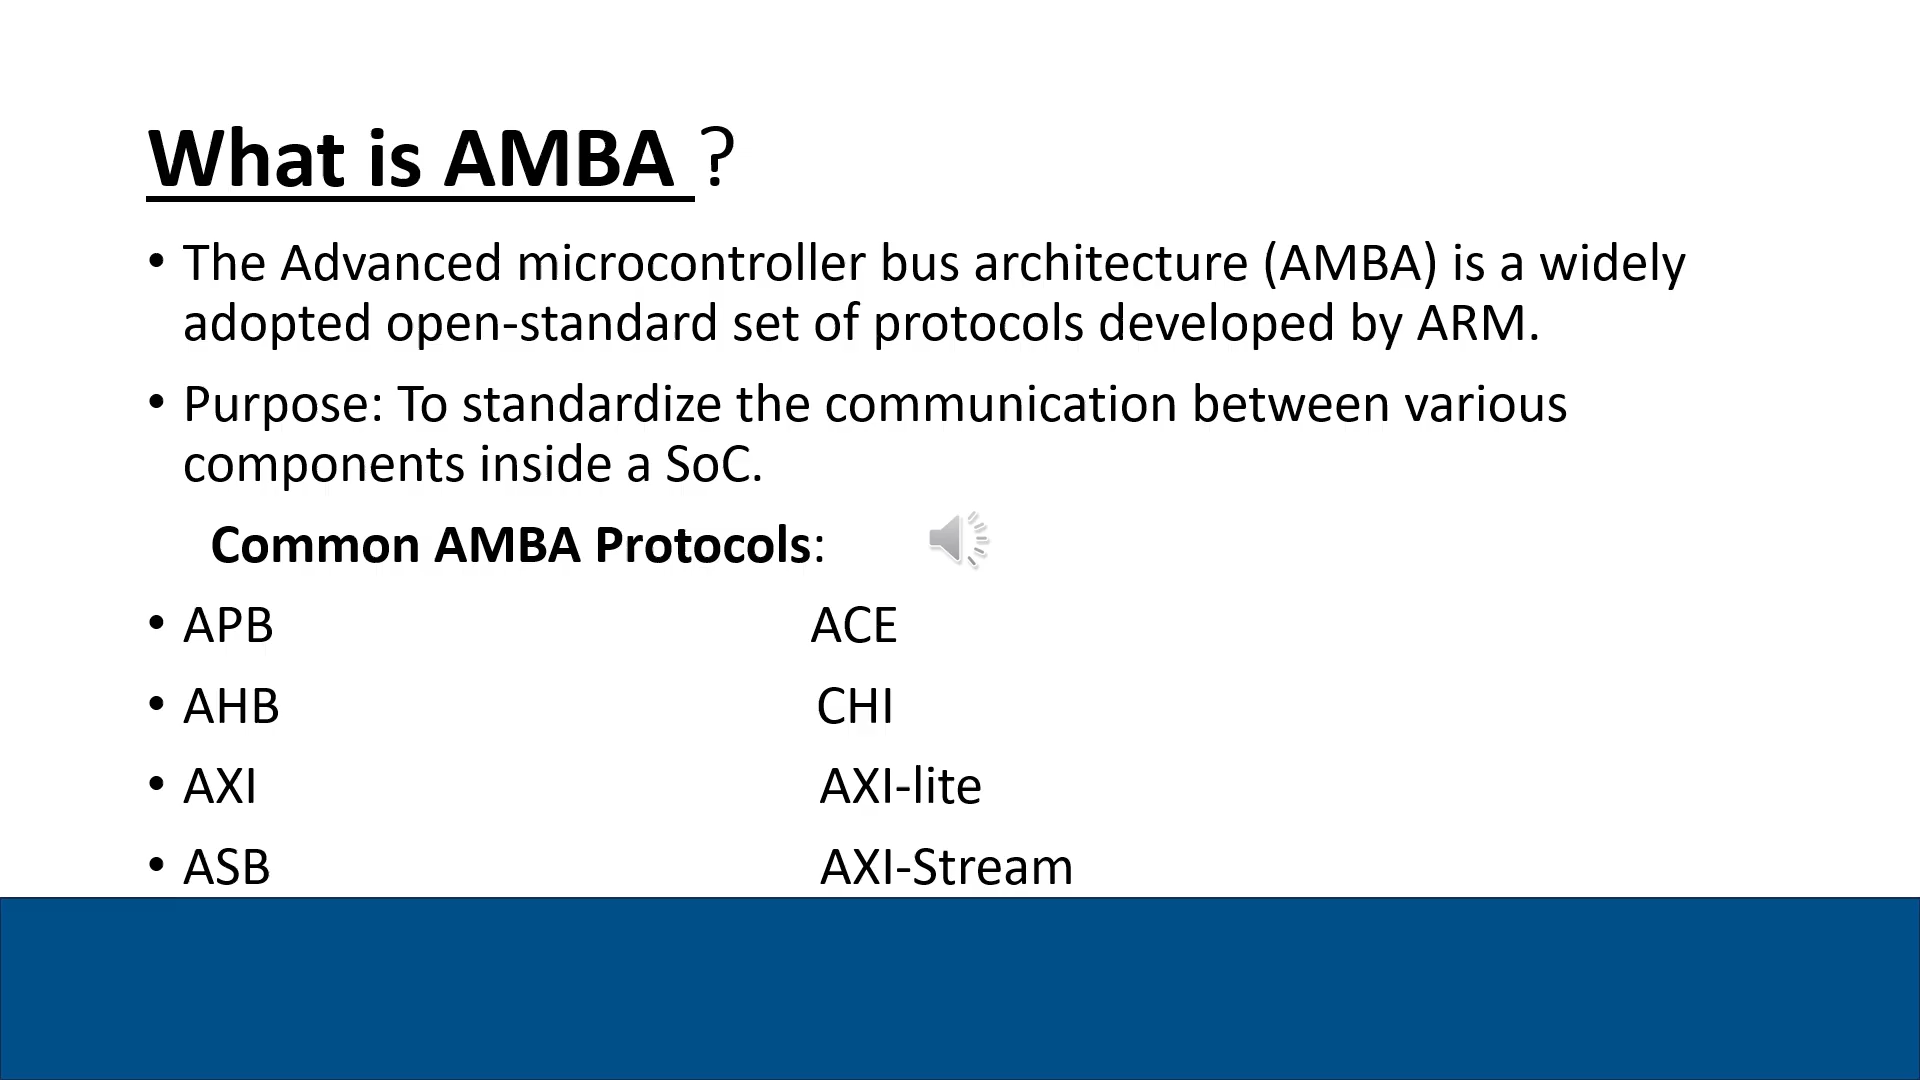 What is AMBA ?
• The Advanced microcontroller bus architecture (AMBA) is a widely
adopted open-standard set of protocols developed by ARM.
• Purpose: To standardize the communication between various
components inside a SoC.
Common AMBA Protocols:
• APB ACE
• AHB CHI
• AXI AXI-lite
• ASB AXI-Stream